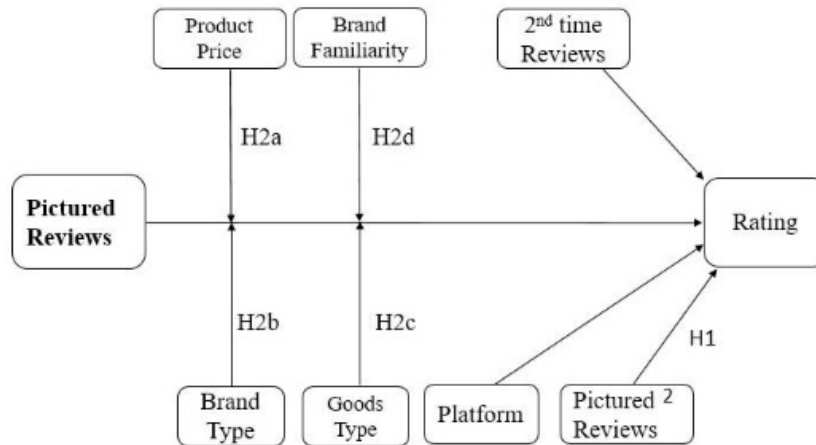 Product
Price
Brand
Familiarity
2nd time
Reviews
H2a
H2d
Pictured
Reviews
Rating
H2b
H2c
H1
Brand
Type
Goods
Type
Platform
Pictured 2
Reviews